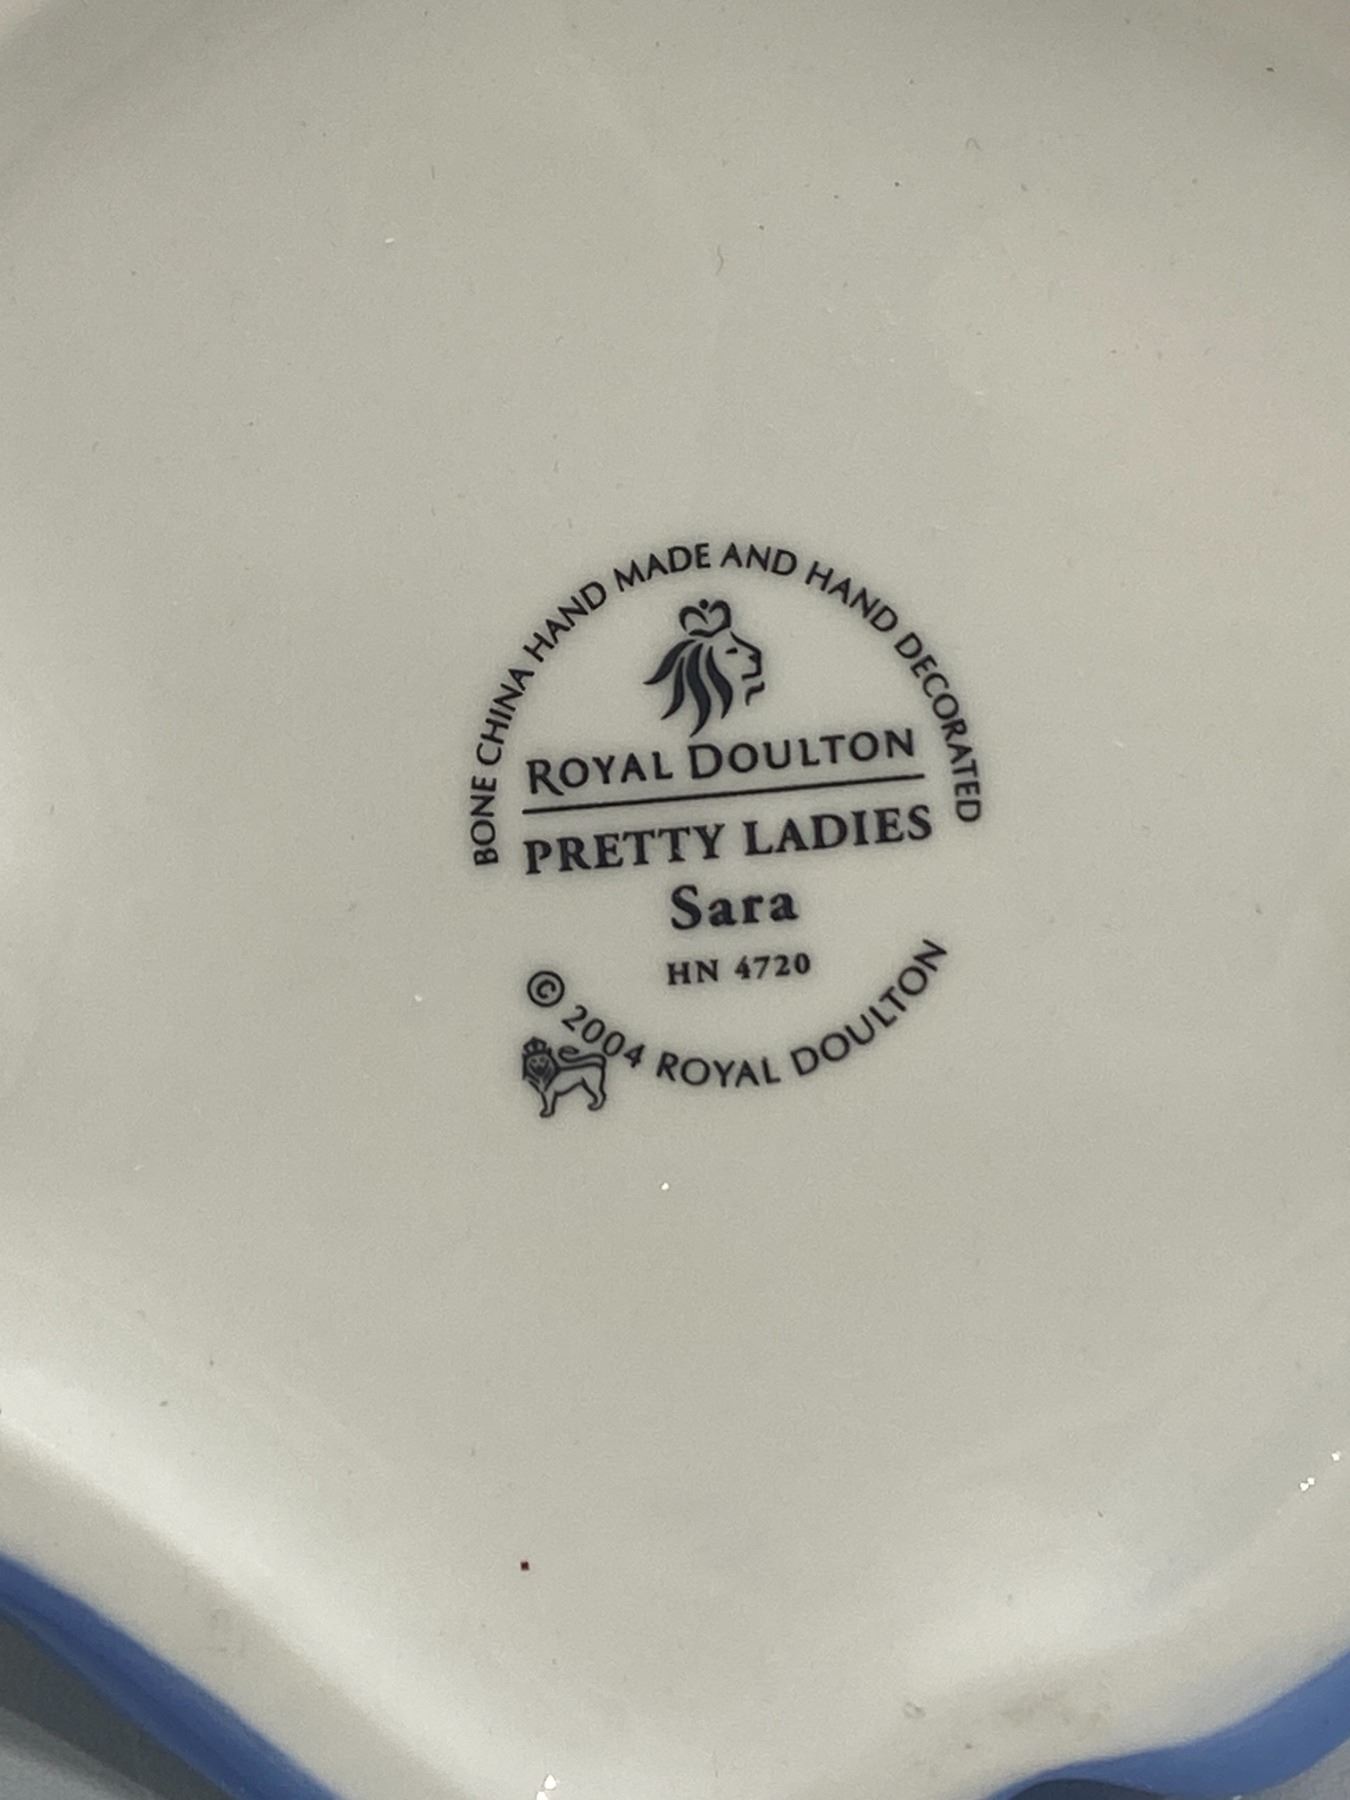 BONE CHINA HAND MADE AND HAND DECORATED
ROYAL DOULTON
PRETTY LADIES
Sara
HN 4720
© 2004 ROYAL DOULTON